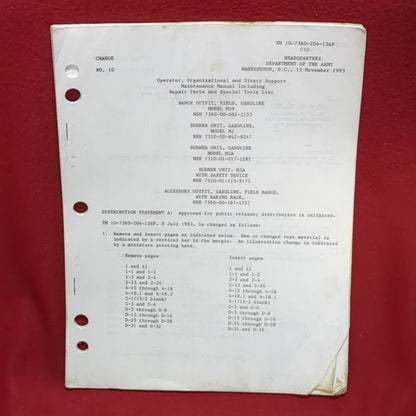 TM 10-7360-204-13&P
C10
CHANGE
HEADQUARTERS
DEPARTMENT OF THE ARMY
NO. 10
WASHINGTON, D.C., 15 November 1993
Operator, Organizational and Direct Support
Maintenance Manual Including
Repair Parts and Special Tools List
RANGE OUTFIT, FIELD, GASOLINE
MODEL M59
NSN 7360-00-082-2153
BURNER UNIT, GASOLINE,
MODEL M2
NSN 7310-00-842-9247
BURNER UNIT, GASOLINE
MODEL M2A
NSN 7310-01-017-1285
BURNER UNIT, M2A
WITH SAFETY DEVICE
NSN 7310-01-113-9172
ACCESSORY OUTFIT, GASOLINE, FIELD RANGE,
WITH BAKING RACK,
NSN 7360-00-187-4757
DISTRIBUTION STATEMENT A: Approved for public release; distribution is unlimited.
TM 10-7360-204-13&P, 8 July 1983, is changed as follows:
1. Remove and insert pages as indicated below. New or changed text material is
indicated by a vertical bar in the margin. An illustration change is indicated
by a miniature pointing hand.
Remove pages Insert pages
i and ii i and ii
1-1 and 1-2 1-1 and 1-2
2-3 and 2-4 2-3 and 2-4
2-23 and 2-24 2-23 and 2-24
4-15 through 4-18 4-15 through 4-18
4-18.1 and 4-18.2 4-18.1 and 4-18.2
5-1/(5-2 blank) 5-1/(5-2 blank)
C-3 and C-4 C-3 and C-4
D-5 through D-8 D-5 through D-8
D-13 through D-16 D-13 through D-16
D-25 through D-28 D-25 through D-28
D-31 and D-32 D-31 and D-32